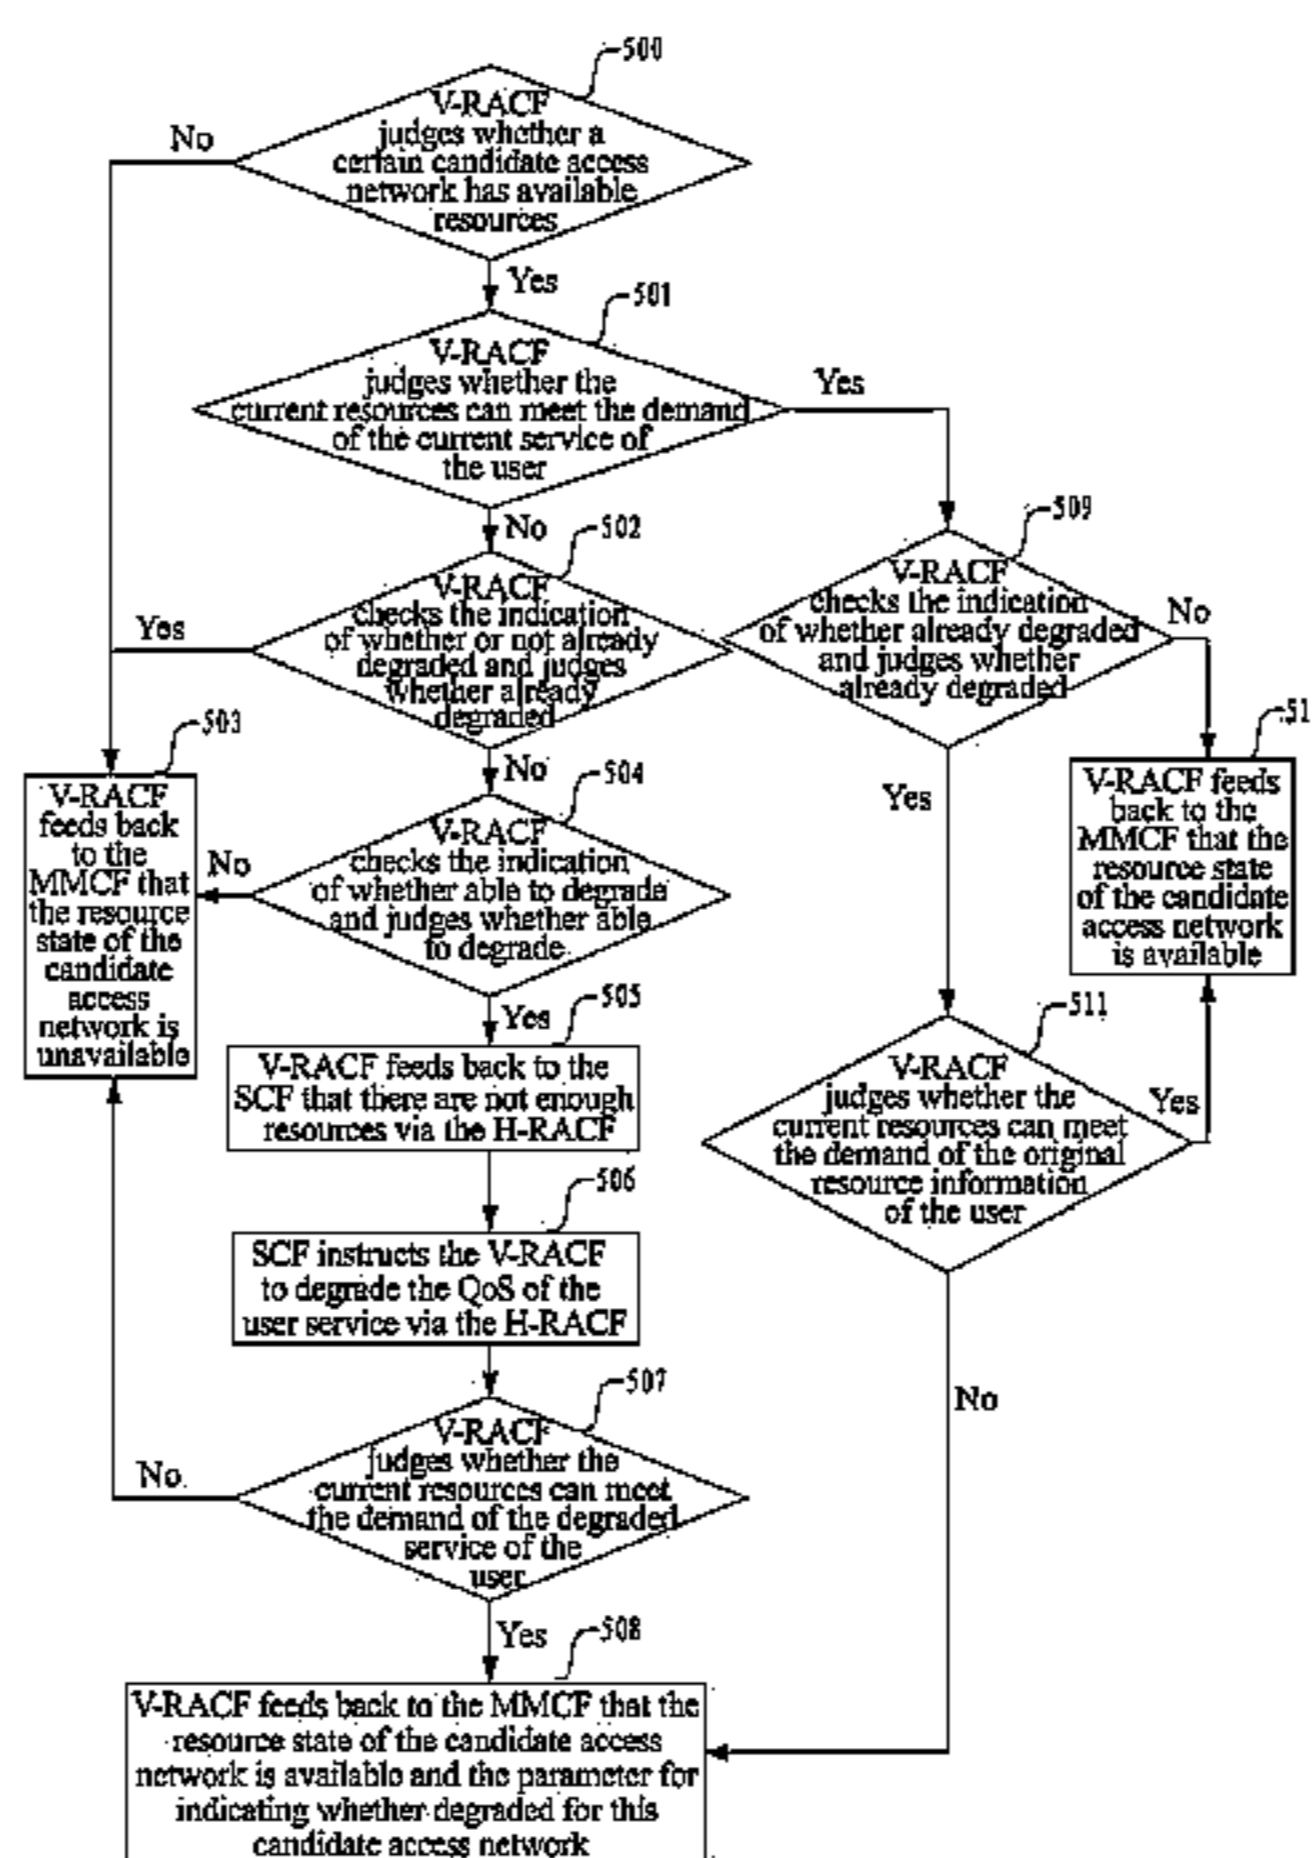 500
V-RACF
judges whether a
certain candidate access
network has available
resources
No
Yes
501
V-RACF
judges whether the
current resources can meet the demand
of the current service of
the user
Yes
No
502
V-RACF
checks the indication
of whether or not already
degraded and judges
whether already
degraded
Yes
No
509
V-RACF
checks the indication
of whether already degraded
and judges whether
already degraded
No
Yes
503
V-RACF
feeds back
to the
MMCF that
the resource
state of the
candidate
access
network is
unavailable
504
V-RACF
checks the indication
of whether able to degrade
and judges whether able
to degrade
No
Yes
51
V-RACF feeds
back to the
MMCF that the
resource state
of the candidate
access network
is available
505
V-RACF feeds back to the
SCF that there are not enough
resources via the H-RACF
511
V-RACF
judges whether the
current resources can meet
the demand of the original
resource information
of the user
Yes
No
506
SCF instructs the V-RACF
to degrade the QoS of the
user service via the H-RACF
507
V-RACF
judges whether the
current resources can meet
the demand of the degraded
service of the
user
No
Yes
508
V-RACF feeds back to the MMCF that the
resource state of the candidate access
network is available and the parameter for
indicating whether degraded for this
candidate access network